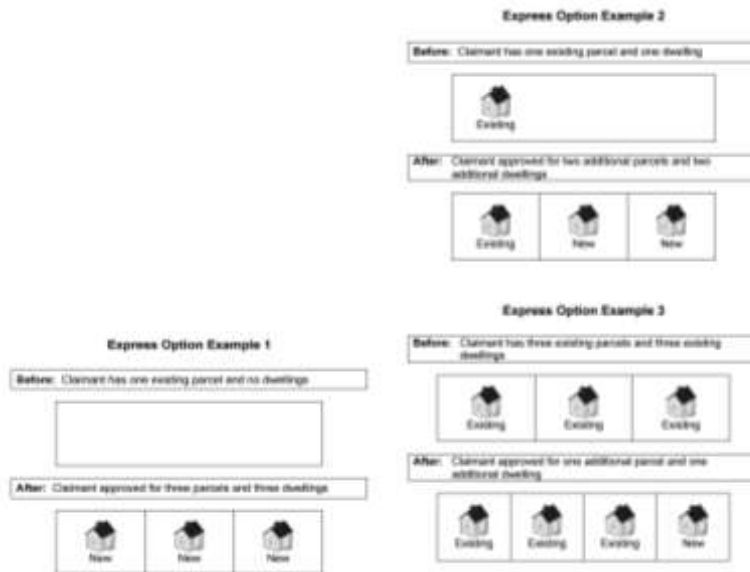 Express Option Example 2
Before: Claimant has one existing parcel and one dwelling
Existing
After: Claimant approved for two additional parcels and two
additional dwellings
Existing New New
Express Option Example 1
Before: Claimant has one existing parcel and no dwellings
After: Claimant approved for three parcels and three dwellings
New New New
Express Option Example 3
Before: Claimant has three existing parcels and three existing
dwellings
Existing Existing Existing
After: Claimant approved for one additional parcel and one
additional dwelling
Existing Existing Existing New